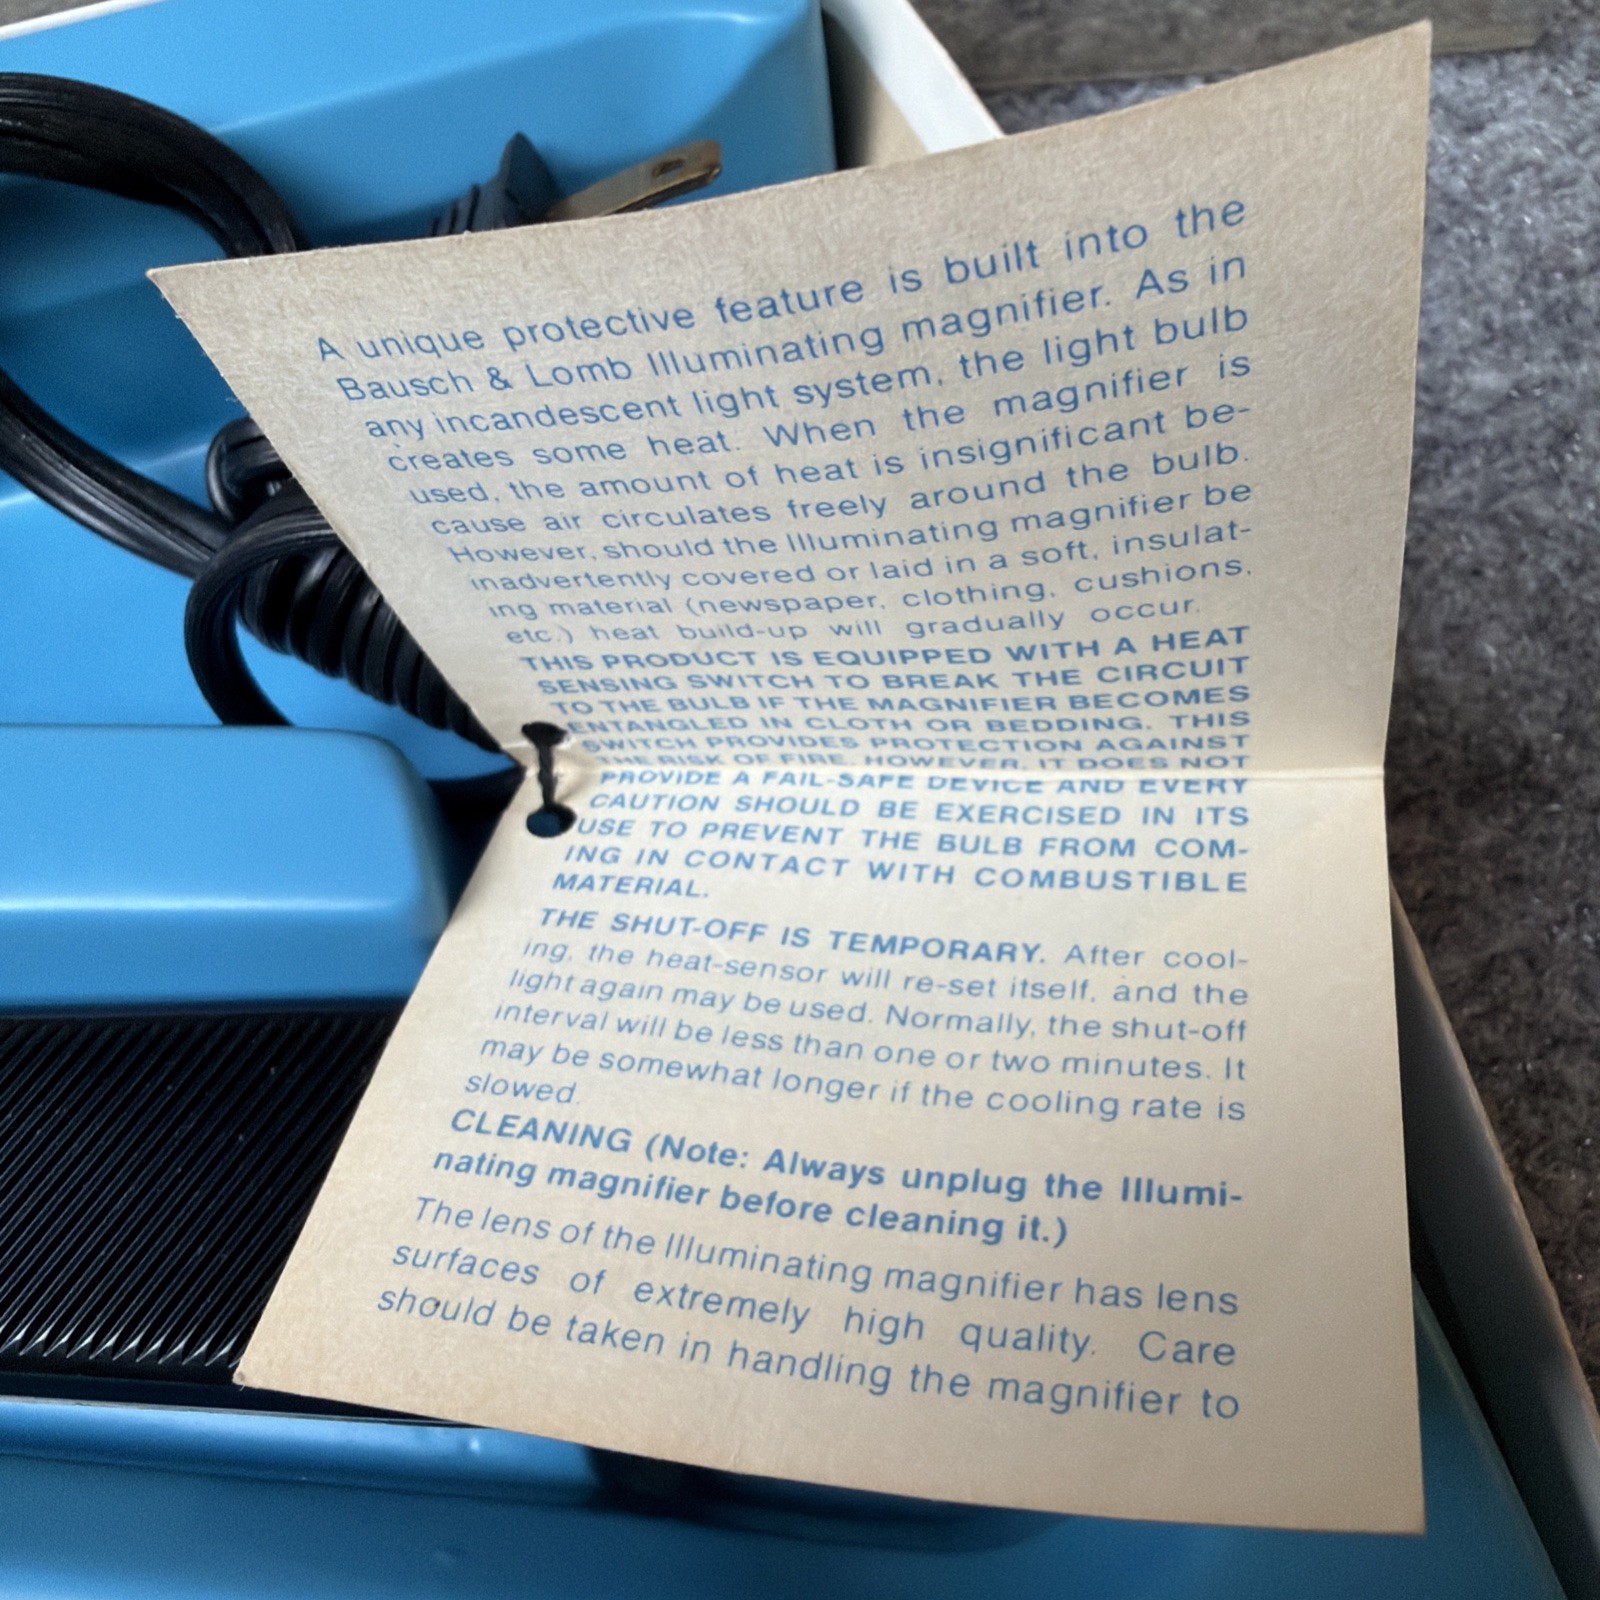 A unique protective feature is built into the
Bausch & Lomb Illuminating magnifier. As in
any incandescent light system, the light bulb
creates some heat. When the magnifier is
used, the amount of heat is insignificant be-
cause air circulates freely around the bulb.
However, should the Illuminating magnifier be
inadvertently covered or laid in a soft, insulat-
ing material (newspaper, clothing, cushions,
etc.) heat build-up will gradually occur.
THIS PRODUCT IS EQUIPPED WITH A HEAT
SENSING SWITCH TO BREAK THE CIRCUIT
TO THE BULB IF THE MAGNIFIER BECOMES
ENTANGLED IN CLOTH OR BEDDING. THIS
SWITCH PROVIDES PROTECTION AGAINST
THE RISK OF FIRE. HOWEVER, IT DOES NOT
PROVIDE A FAIL-SAFE DEVICE AND EVERY
CAUTION SHOULD BE EXERCISED IN ITS
USE TO PREVENT THE BULB FROM COM-
ING IN CONTACT WITH COMBUSTIBLE
MATERIAL.
THE SHUT-OFF IS TEMPORARY. After cool-
ing, the heat-sensor will re-set itself, and the
light again may be used. Normally, the shut-off
interval will be less than one or two minutes. It
may be somewhat longer if the cooling rate is
slowed.
CLEANING (Note: Always unplug the Illumi-
nating magnifier before cleaning it.)
The lens of the Illuminating magnifier has lens
surfaces of extremely high quality. Care
should be taken in handling the magnifier to